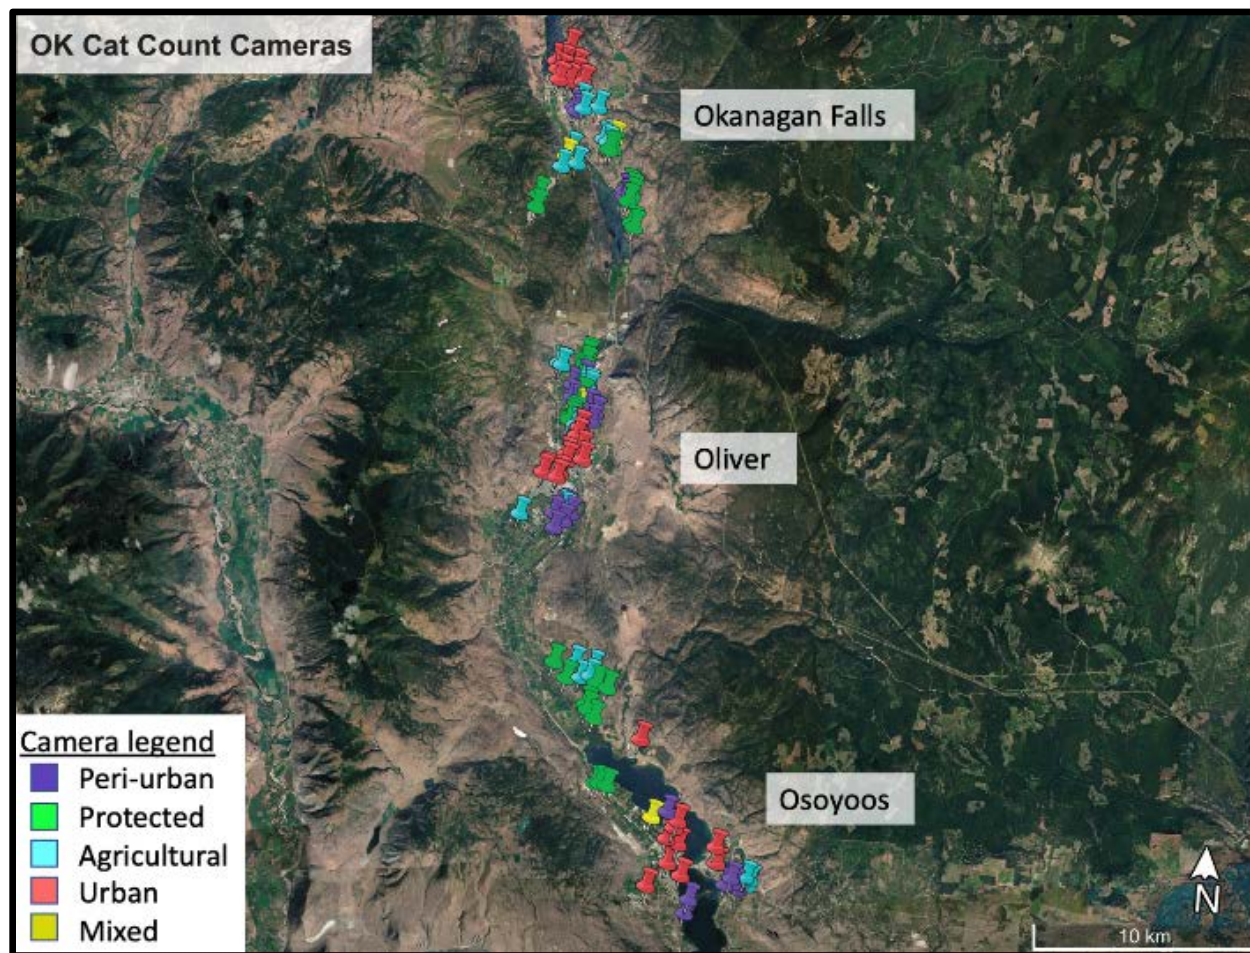 OK Cat Count Cameras
Okanagan Falls
Oliver
Osoyoos
Camera legend
Peri-urban
Protected
Agricultural
Urban
Mixed
N
10 km